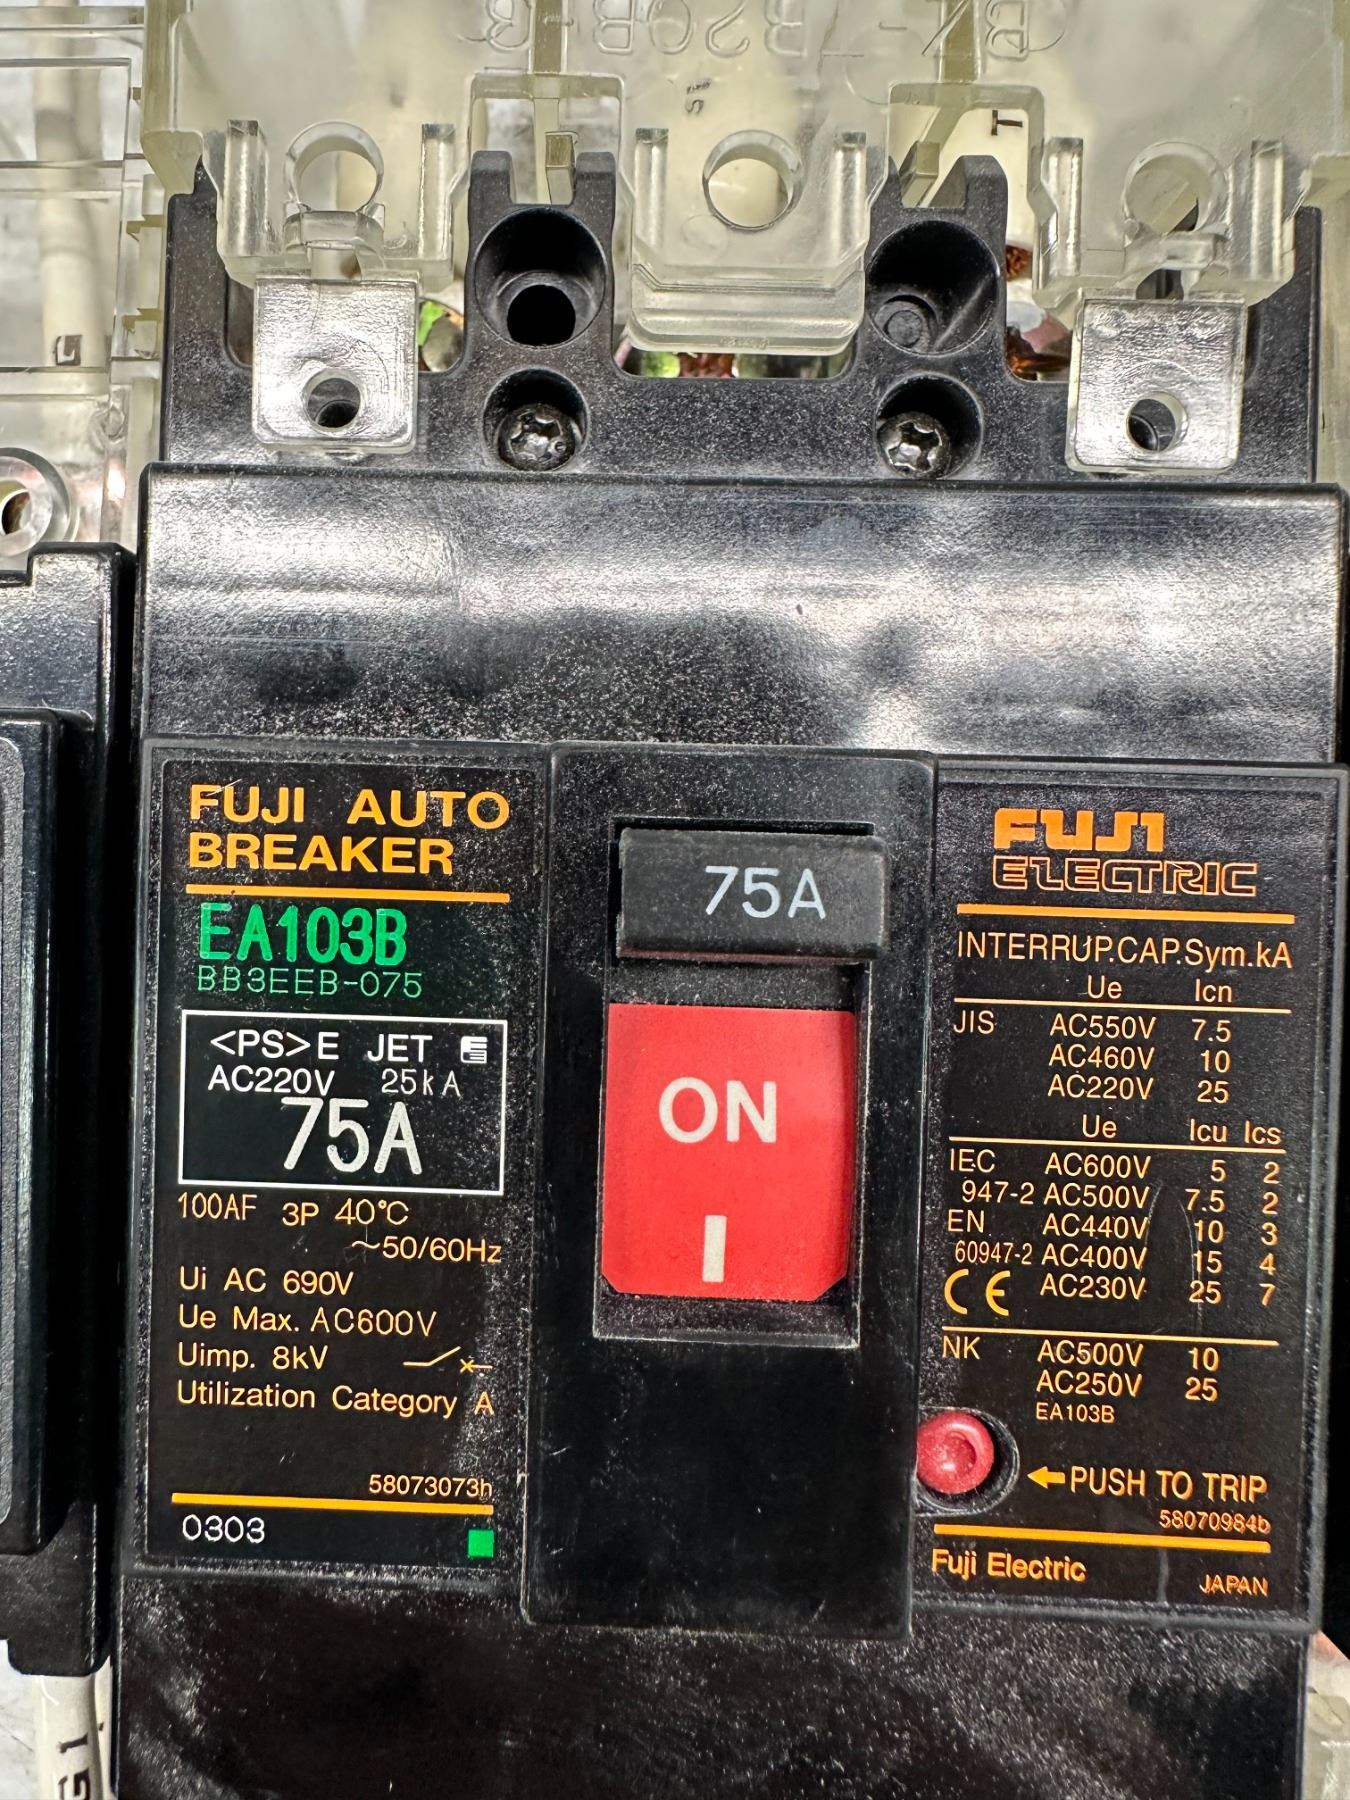 T
FUJI AUTO
BREAKER
EA103B
BB3EEB-075
<PS>E JET
AC220V 25kA
75A
100AF 3P 40℃
~50/60Hz
Ui AC 690V
Ue Max. AC600V
Uimp. 8kV
Utilization Category A
58073073h
0303
75A
ON
I
FUJI
ELECTRIC
INTERRUP.CAP.Sym.kA
Ue Icn
JIS AC550V 7.5
AC460V 10
AC220V 25
Ue Icu Ics
IEC AC600V 5 2
947-2 AC500V 7.5 2
EN AC440V 10 3
60947-2 AC400V 15 4
CE AC230V 25 7
NK AC500V 10
AC250V 25
EA103B
PUSH TO TRIP
58070984b
Fuji Electric
JAPAN